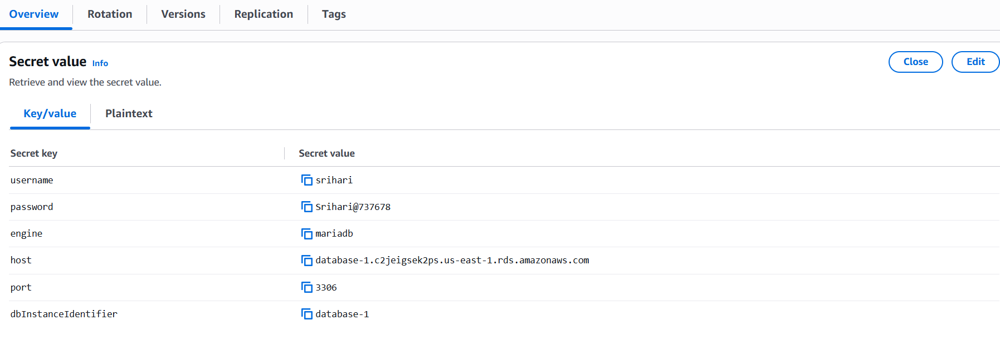 Overview Rotation Versions Replication Tags
Secret value Info Close Edit
Retrieve and view the secret value.
Key/value Plaintext
Secret key Secret value
username srihari
password Srihari@737678
engine mariadb
host database-1.c2jeigsek2ps.us-east-1.rds.amazonaws.com
port 3306
dbInstanceIdentifier database-1